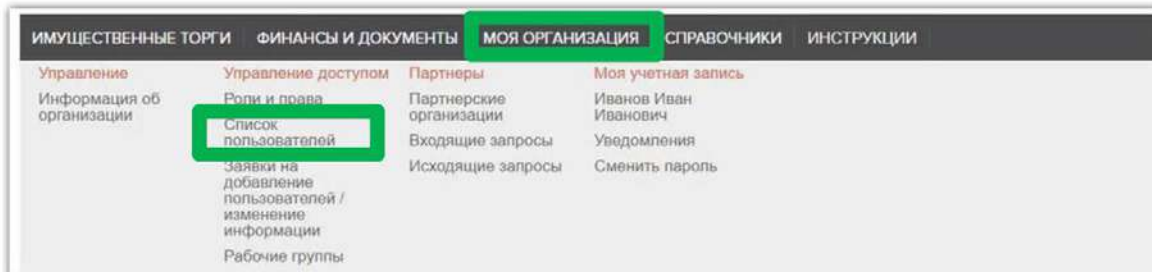 ИМУЩЕСТВЕННЫЕ ТОРГИ ФИНАНСЫ И ДОКУМЕНТЫ МОЯ ОРГАНИЗАЦИЯ СПРАВОЧНИКИ ИНСТРУКЦИИ
Управление
Информация об
организации
Управление доступом
Роли и права
Список
пользователей
Заявки на
добавление
пользователей /
изменение
информации
Рабочие группы
Партнеры
Партнерские
организации
Входящие запросы
Исходящие запросы
Моя учетная запись
Иванов Иван
Иванович
Уведомления
Сменить пароль